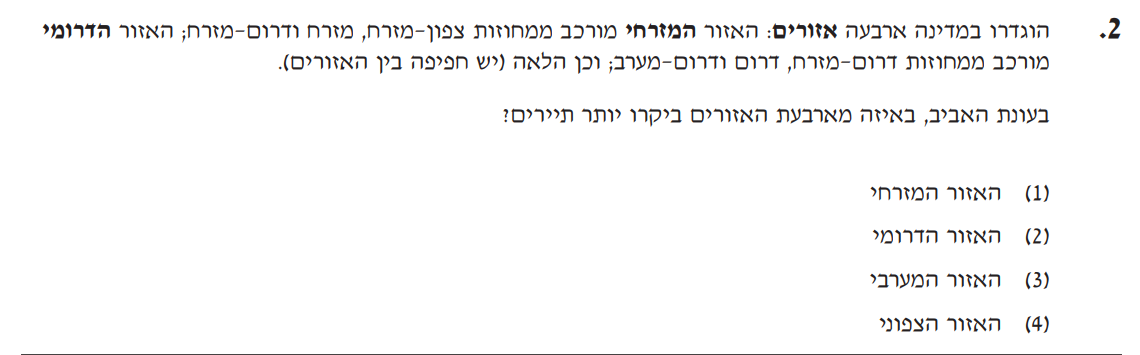 2. הוגדרו במדינה ארבעה אזורים: האזור המזרחי מורכב ממחוזות צפון-מזרח, מזרח ודרום-מזרח; האזור הדרומי
מורכב ממחוזות דרום-מזרח, דרום ודרום-מערב; וכן הלאה (יש חפיפה בין האזורים).
בעונת האביב, באיזה מארבעת האזורים ביקרו יותר תיירים?
(1) האזור המזרחי
(2) האזור הדרומי
(3) האזור המערבי
(4) האזור הצפוני